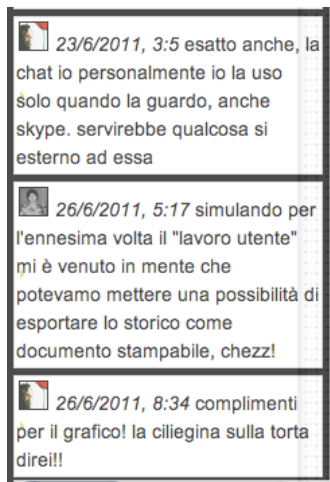 23/6/2011, 3:5 esatto anche, la
chat io personalmente io la uso
solo quando la guardo, anche
skype. servirebbe qualcosa si
esterno ad essa
26/6/2011, 5:17 simulando per
l'ennesima volta il "lavoro utente"
mi è venuto in mente che
potevamo mettere una possibilità di
esportare lo storico come
documento stampabile, chezz!
26/6/2011, 8:34 complimenti
per il grafico! la ciliegina sulla torta
direi!!